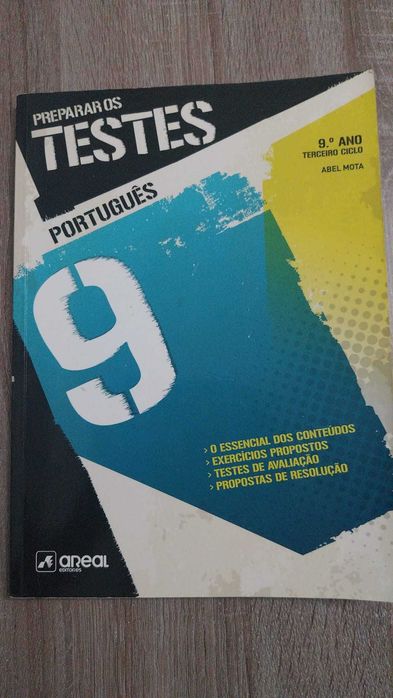 PREPARAR OS
TESTES
9.º ANO
TERCEIRO CICLO
ABEL MOTA
PORTUGUÊS
9
> O ESSENCIAL DOS CONTEÚDOS
> EXERCÍCIOS PROPOSTOS
> TESTES DE AVALIAÇÃO
> PROPOSTAS DE RESOLUÇÃO
AREAL
EDITORES